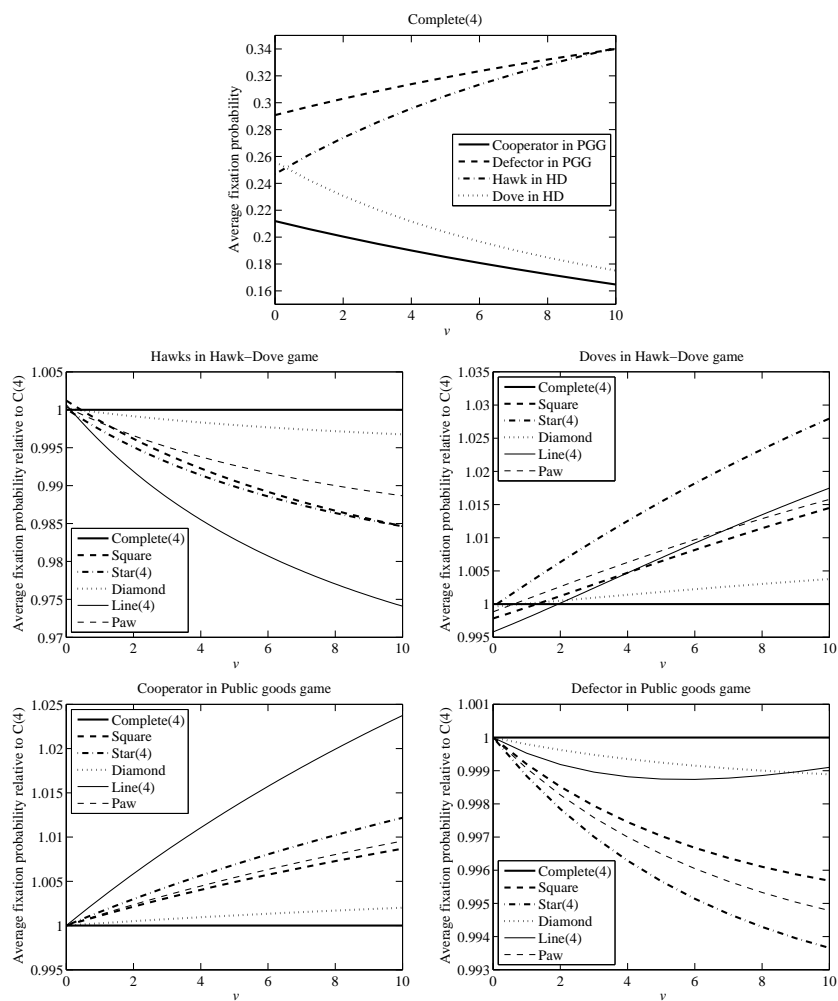 Complete(4)
Average fixation probability
0.34
0.3
0.26
0.22
0.2
0.18
0.16
0 2 4 6 8 10
v
Cooperator in PGG
Defector in PGG
Hawk in HD
Dove in HD
Hawks in Hawk−Dove game
Average fixation probability relative to C(4)
1.005
1
0.995
0.99
0.985
0.98
0.975
0.97
0 2 4 6 8 10
v
Complete(4)
Square
Star(4)
Diamond
Line(4)
Paw
Doves in Hawk−Dove game
Average fixation probability relative to C(4)
1.035
1.03
1.025
1.02
1.015
1.01
1.005
1
0.995
0 2 4 6 8 10
v
Complete(4)
Square
Star(4)
Diamond
Line(4)
Paw
Cooperator in Public goods game
Average fixation probability relative to C(4)
1.025
1.02
1.015
1.01
1.005
1
0.995
0 2 4 6 8 10
v
Complete(4)
Square
Star(4)
Diamond
Line(4)
Paw
Defector in Public goods game
Average fixation probability relative to C(4)
1.001
1
0.999
0.998
0.997
0.996
0.995
0.994
0.993
0 2 4 6 8 10
v
Complete(4)
Square
Star(4)
Diamond
Line(4)
Paw